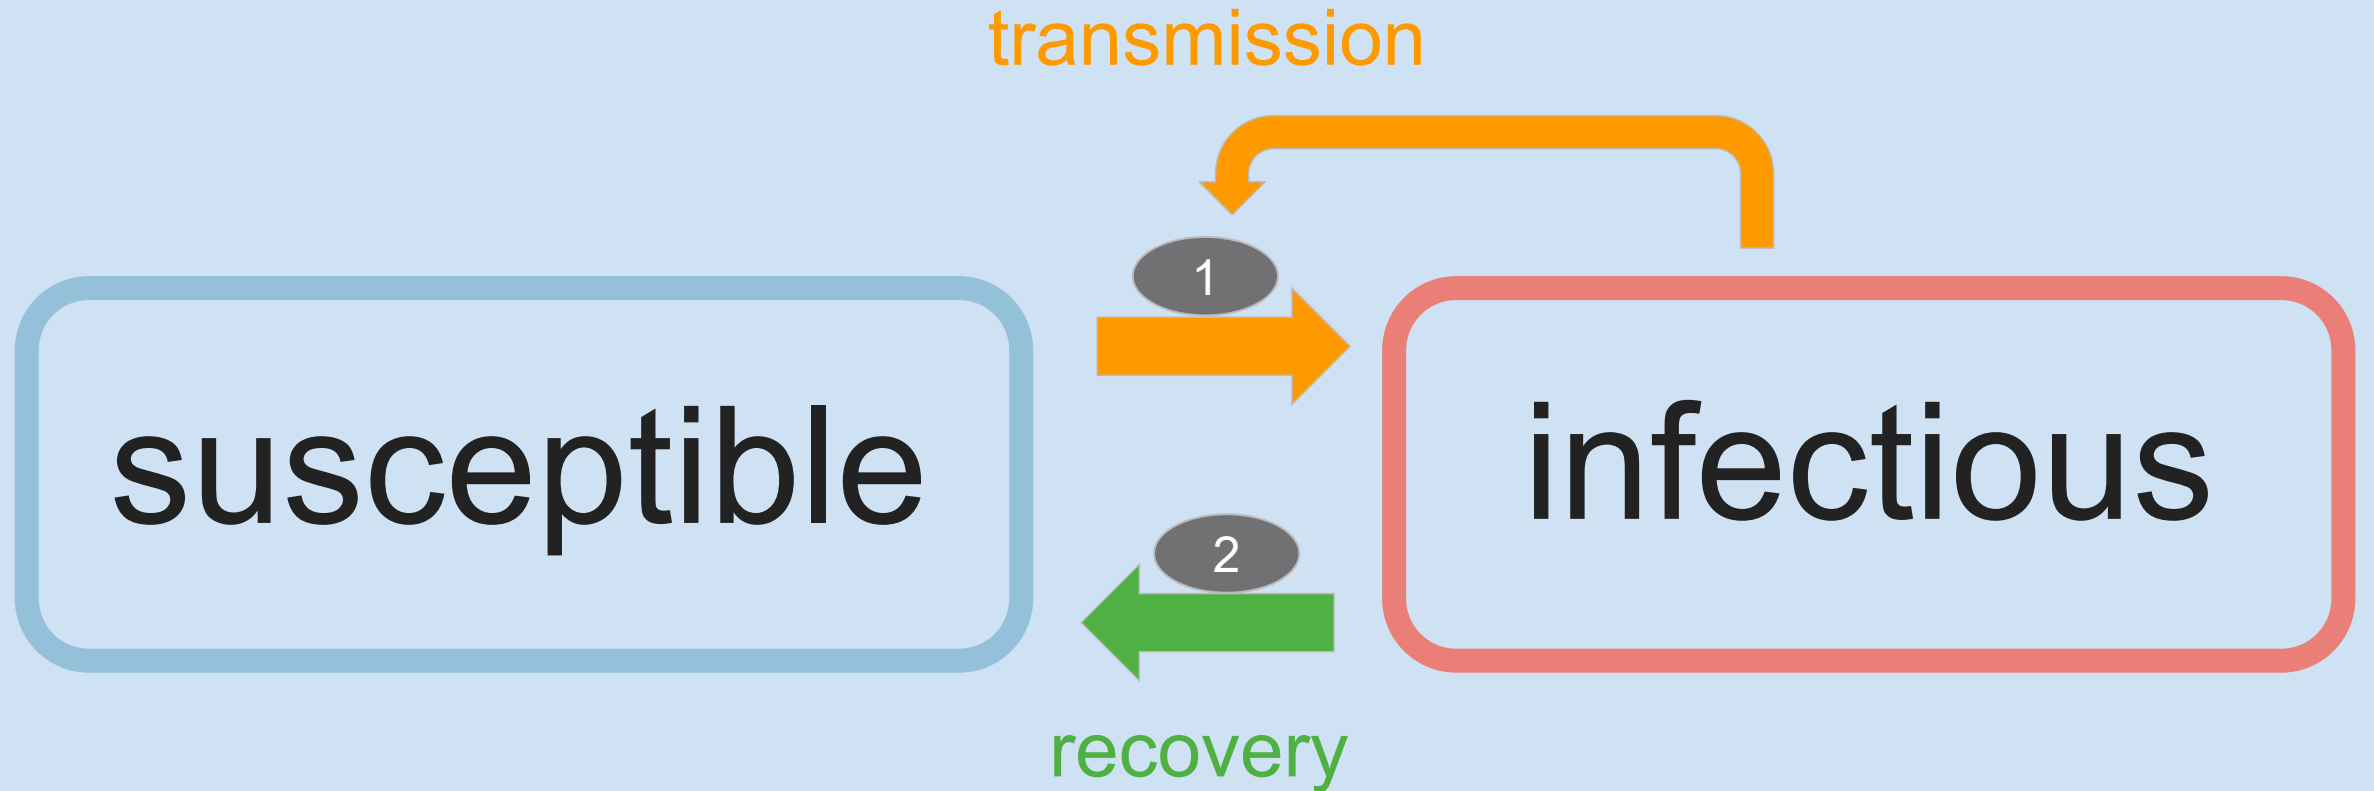 transmission
1
susceptible
infectious
2
recovery